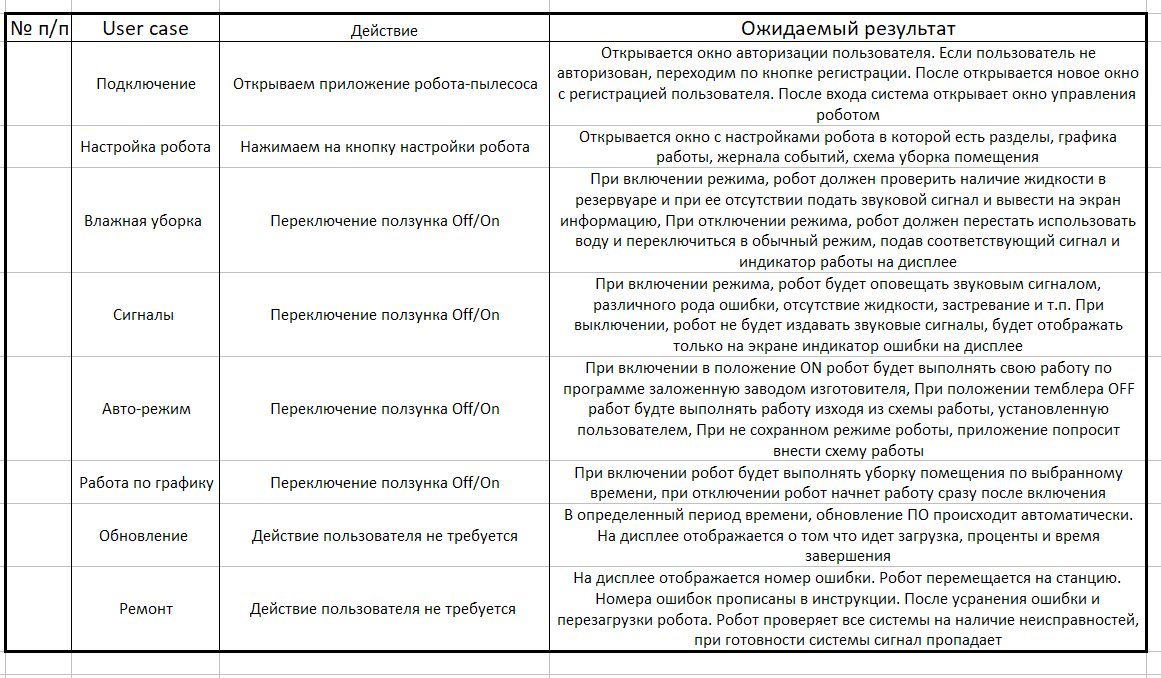 № п/п User case Действие Ожидаемый результат
Подключение Открываем приложение робота-пылесоса Открывается окно авторизации пользователя. Если пользователь не
авторизован, переходим по кнопке регистрации. После открывается новое окно
с регистрацией пользователя. После входа система открывает окно управления
роботом
Настройка робота Нажимаем на кнопку настройки робота Открывается окно с настройками робота в которой есть разделы, графика
работы, жернала событий, схема уборка помещения
Влажная уборка Переключение ползунка Off/On При включении режима, робот должен проверить наличие жидкости в
резервуаре и при ее отсутствии подать звуковой сигнал и вывести на экран
информацию, При отключении режима, робот должен перестать использовать
воду и переключиться в обычный режим, подав соответствующий сигнал и
индикатор работы на дисплее
Сигналы Переключение ползунка Off/On При включении режима, робот будет оповещать звуковым сигналом,
различного рода ошибки, отсутствие жидкости, застревание и т.п. При
выключении, робот не будет издавать звуковые сигналы, будет отображать
только на экране индикатор ошибки на дисплее
Авто-режим Переключение ползунка Off/On При включении в положение ON робот будет выполнять свою работу по
программе заложенную заводом изготовителя, При положении темблера OFF
работ будте выполнять работу изходя из схемы работы, установленную
пользователем, При не сохранном режиме роботы, приложение попросит
внести схему работы
Работа по графику Переключение ползунка Off/On При включении робот будет выполнять уборку помещения по выбранному
времени, при отключении робот начнет работу сразу после включения
Обновление Действие пользователя не требуется В определенный период времени, обновление ПО происходит автоматически.
На дисплее отображается о том что идет загрузка, проценты и время
завершения
Ремонт Действие пользователя не требуется На дисплее отображается номер ошибки. Робот перемещается на станцию.
Номера ошибок прописаны в инструкции. После усранения ошибки и
перезагрузки робота. Робот проверяет все системы на наличие неисправностей,
при готовности системы сигнал пропадает